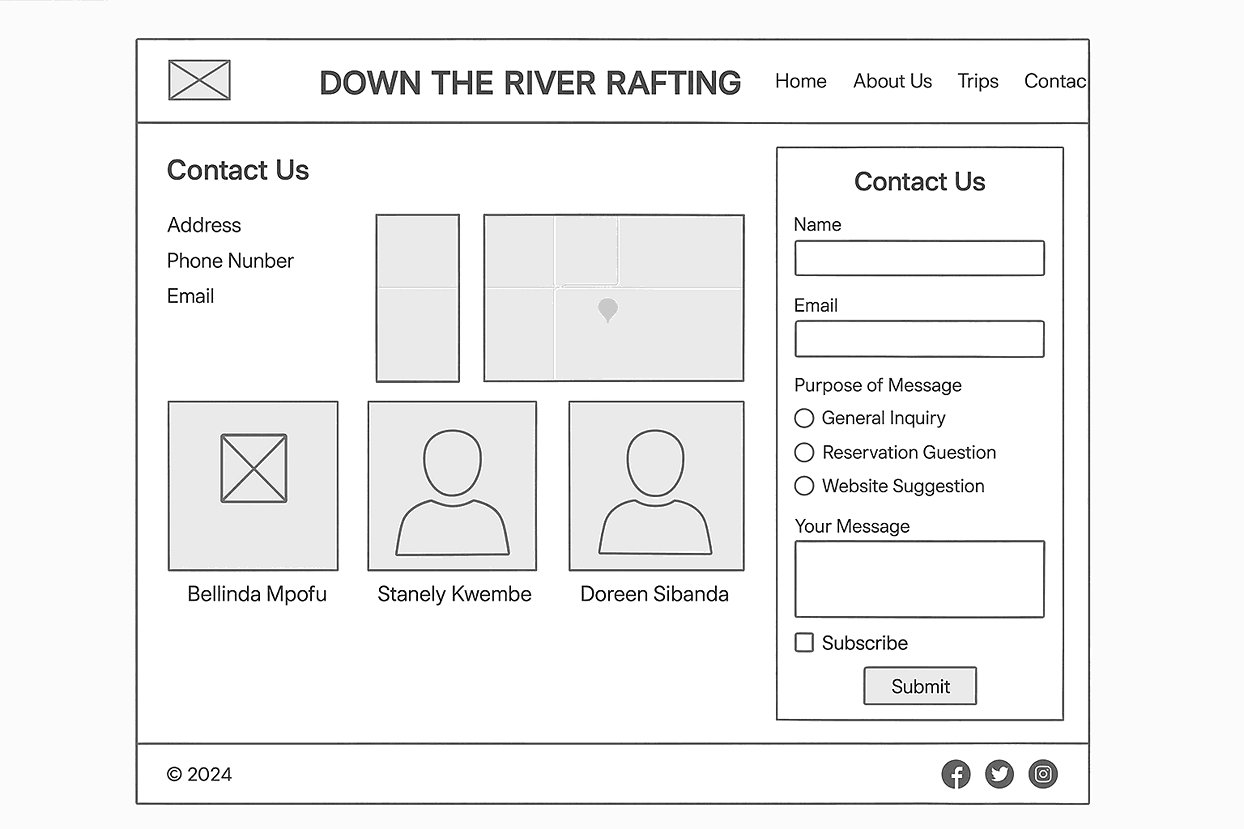 DOWN THE RIVER RAFTING
Home About Us Trips Contac
Contact Us
Address
Phone Nunber
Email
Bellinda Mpofu
Stanely Kwembe
Doreen Sibanda
Contact Us
Name
Email
Purpose of Message
General Inquiry
Reservation Guestion
Website Suggestion
Your Message
Subscribe
Submit
© 2024